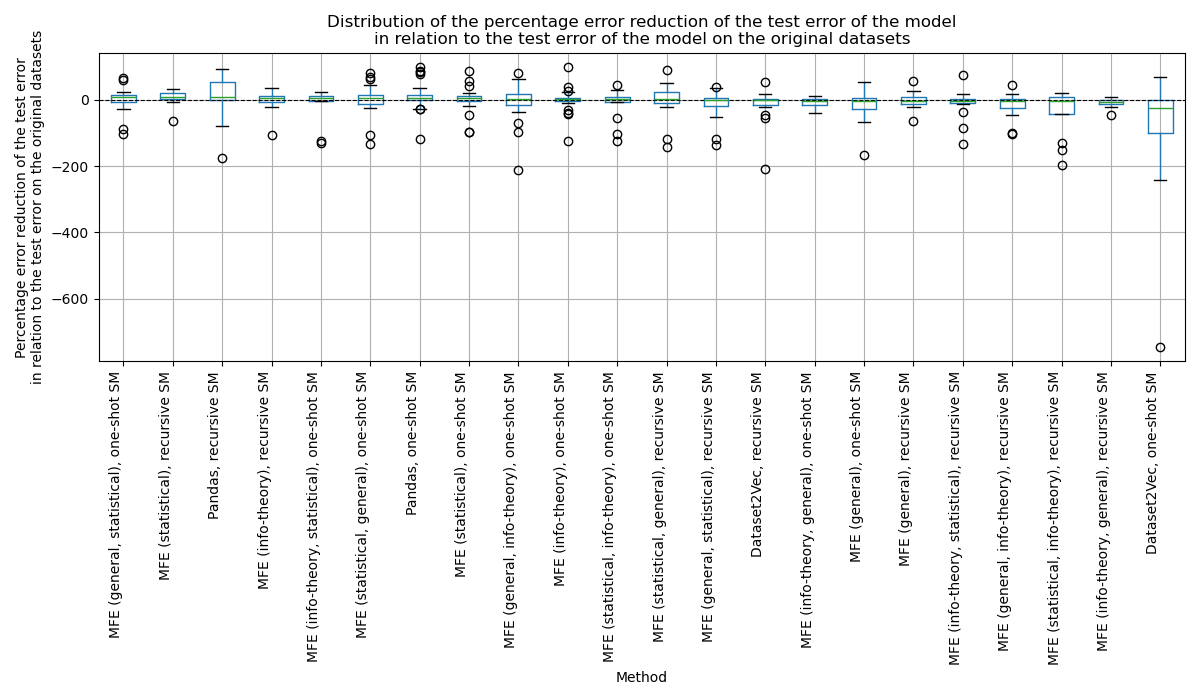 Distribution of the percentage error reduction of the test error of the model
in relation to the test error of the model on the original datasets
Percentage error reduction of the test error
in relation to the test error on the original datasets
0
−200
−400
−600
MFE (general, statistical), one-shot SM
MFE (statistical), recursive SM
Pandas, recursive SM
MFE (info-theory), recursive SM
MFE (info-theory, statistical), one-shot SM
MFE (statistical, general), one-shot SM
Pandas, one-shot SM
MFE (statistical), one-shot SM
MFE (general, info-theory), one-shot SM
MFE (info-theory), one-shot SM
MFE (statistical, info-theory), one-shot SM
MFE (statistical, general), recursive SM
MFE (general, statistical), recursive SM
Dataset2Vec, recursive SM
MFE (info-theory, general), one-shot SM
MFE (general), one-shot SM
MFE (general), recursive SM
MFE (info-theory, statistical), recursive SM
MFE (general, info-theory), recursive SM
MFE (statistical, info-theory), recursive SM
MFE (info-theory, general), recursive SM
Dataset2Vec, one-shot SM
Method